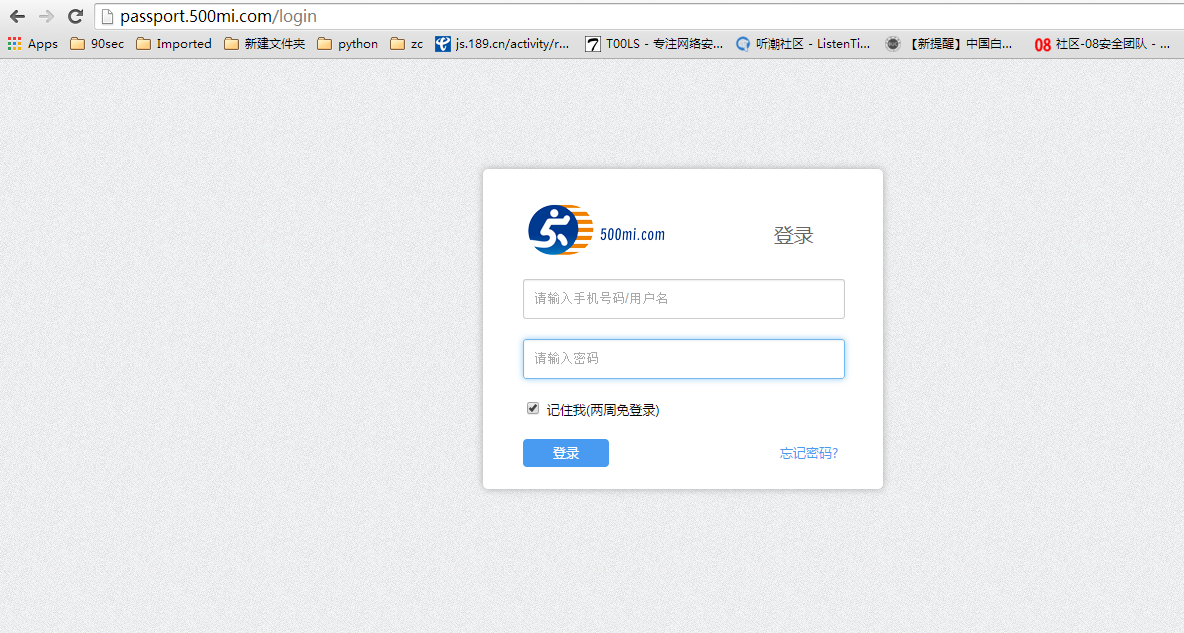 passport.500mi.com/login
Apps 90sec Imported 新建文件夹 python zc js.189.cn/activity/r... T00LS - 专注网络安... 听潮社区 - ListenTi... 【新提醒】中国白... 08 社区-08安全团队 - ...
500mi.com 登录
请输入手机号码/用户名
请输入密码
记住我(两周免登录)
登录 忘记密码?